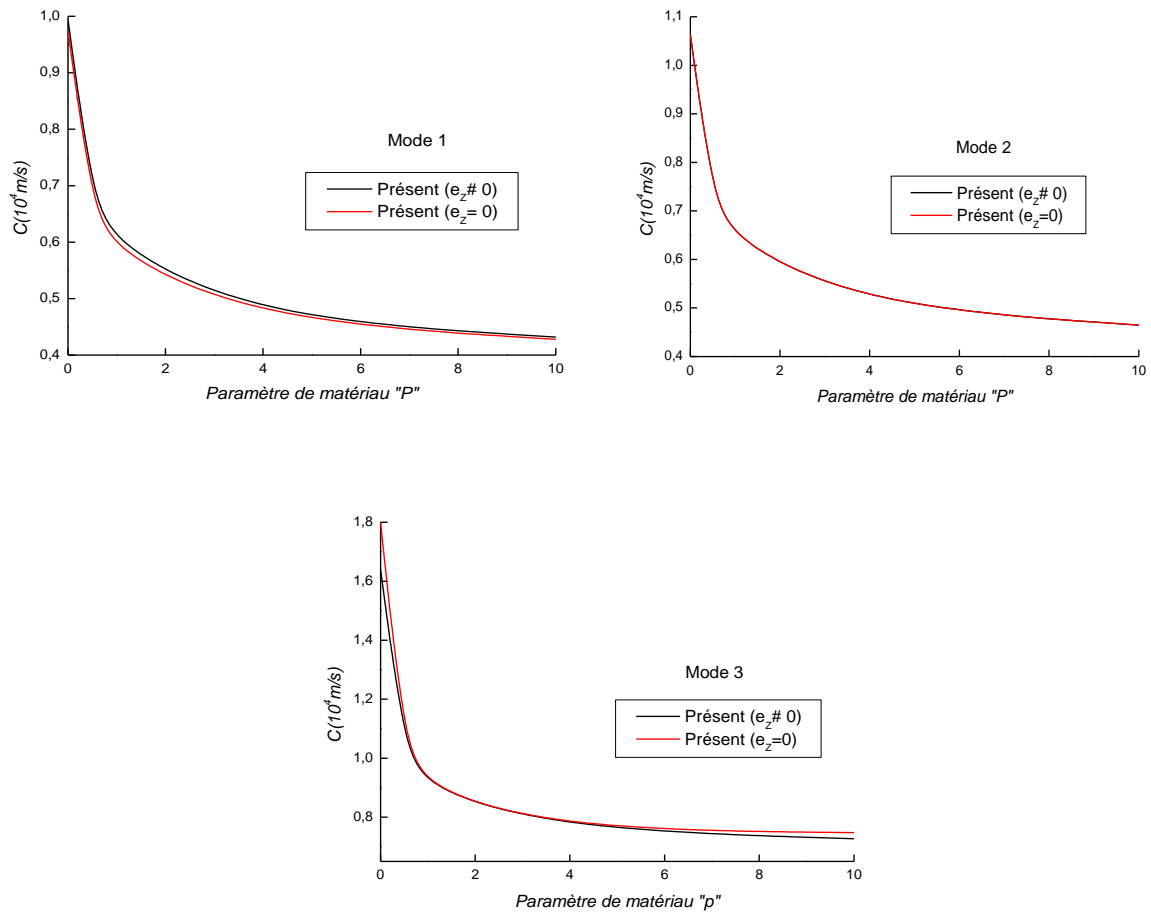 1,0
0,9
0,8
0,7
0,6
0,5
0,4
0 2 4 6 8 10
C(10⁴m/s)
Paramètre de matériau "P"
Mode 1
Présent (e_Z# 0)
Présent (e_Z= 0)
1,1
1,0
0,9
0,8
0,7
0,6
0,5
0,4
0 2 4 6 8 10
C(10⁴m/s)
Paramètre de matériau "P"
Mode 2
Présent (e_Z# 0)
Présent (e_Z=0)
1,8
1,6
1,4
1,2
1,0
0,8
0 2 4 6 8 10
C(10⁴m/s)
Paramètre de matériau "p"
Mode 3
Présent (e_Z# 0)
Présent (e_Z=0)